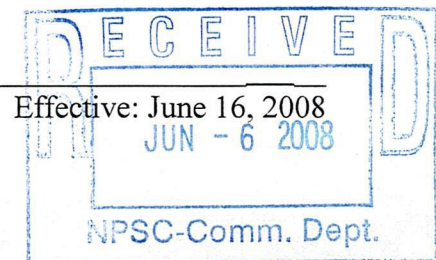 RECEIVED
Effective: June 16, 2008
JUN - 6 2008
NPSC-Comm. Dept.